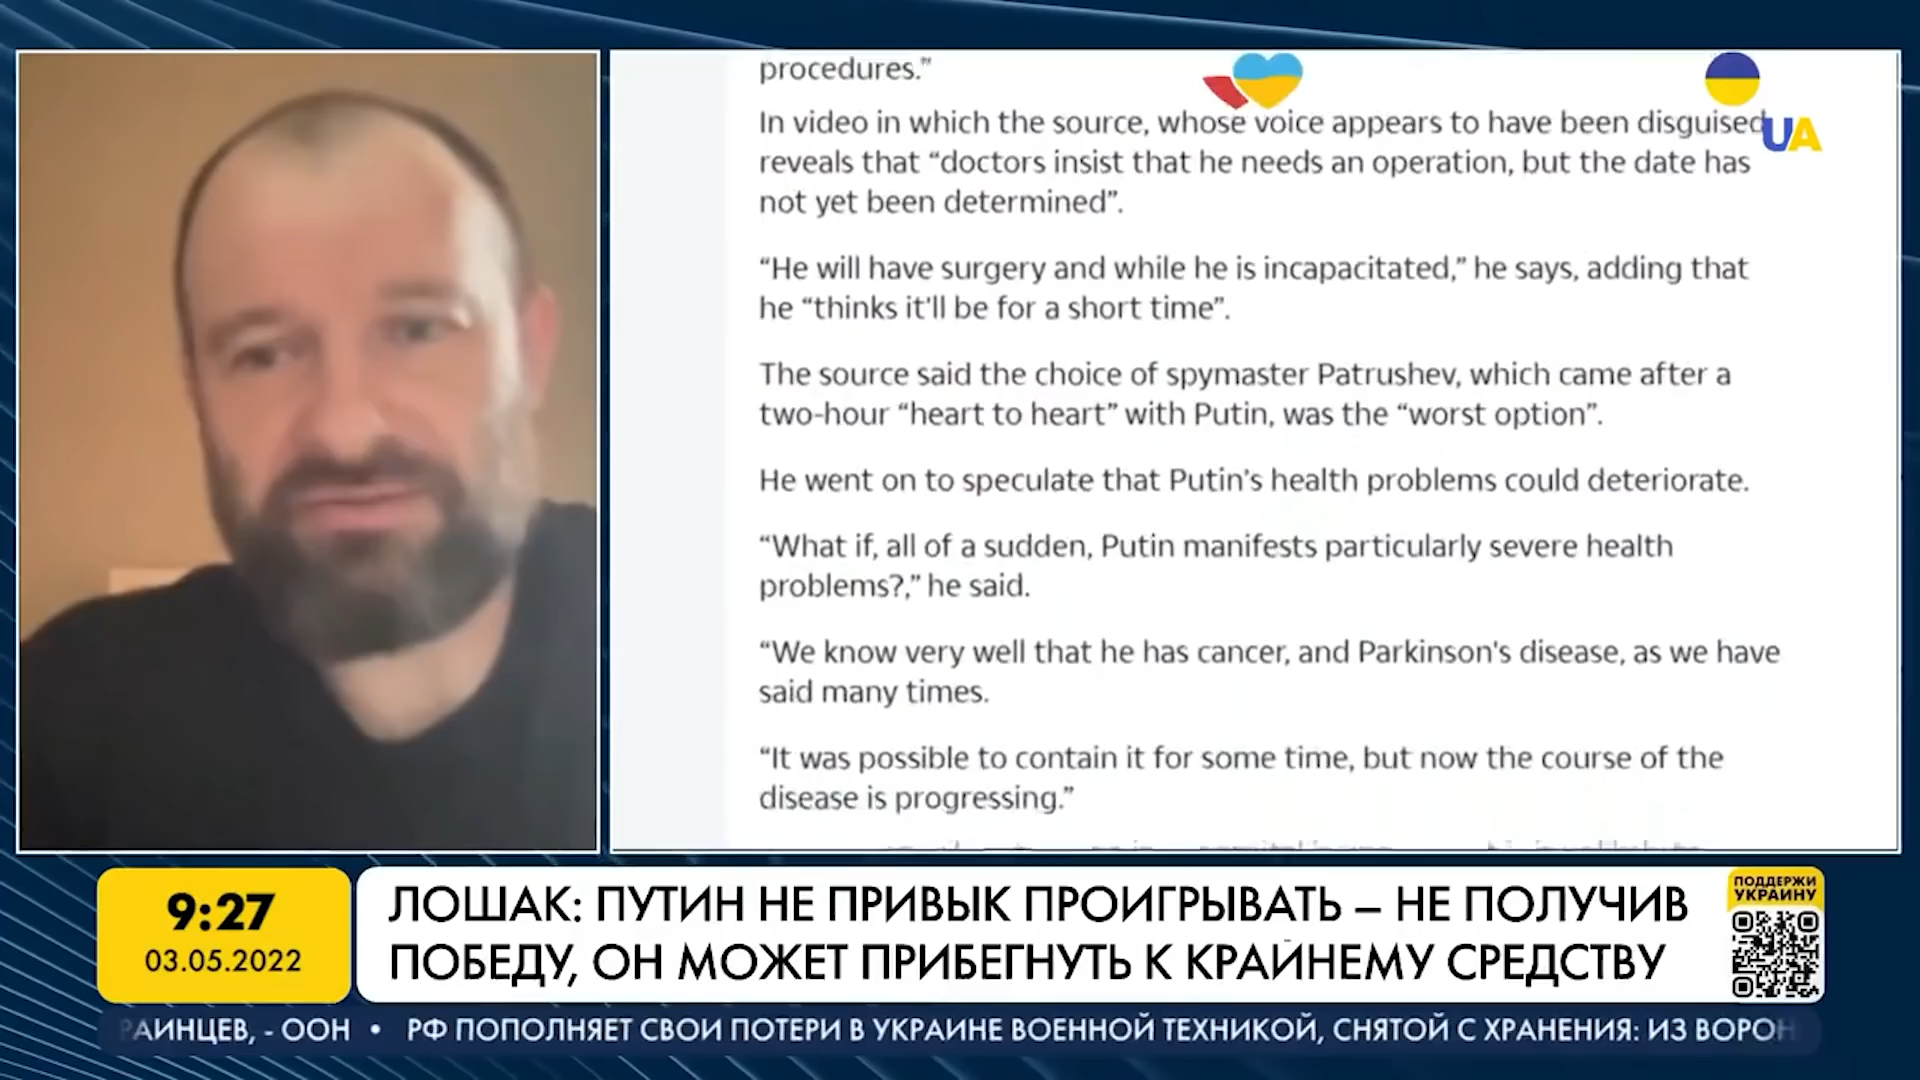 procedures.”
In video in which the source, whose voice appears to have been disguised
reveals that “doctors insist that he needs an operation, but the date has
not yet been determined”.
“He will have surgery and while he is incapacitated,” he says, adding that
he “thinks it'll be for a short time”.
The source said the choice of spymaster Patrushev, which came after a
two-hour “heart to heart” with Putin, was the “worst option”.
He went on to speculate that Putin’s health problems could deteriorate.
“What if, all of a sudden, Putin manifests particularly severe health
problems?,” he said.
“We know very well that he has cancer, and Parkinson's disease, as we have
said many times.
“It was possible to contain it for some time, but now the course of the
disease is progressing.”
UA
9:27
03.05.2022
ЛОШАК: ПУТИН НЕ ПРИВЫК ПРОИГРЫВАТЬ – НЕ ПОЛУЧИВ
ПОБЕДУ, ОН МОЖЕТ ПРИБЕГНУТЬ К КРАЙНЕМУ СРЕДСТВУ
ПОДДЕРЖИ
УКРАИНУ
РАИНЦЕВ, - ООН • РФ ПОПОЛНЯЕТ СВОИ ПОТЕРИ В УКРАИНЕ ВОЕННОЙ ТЕХНИКОЙ, СНЯТОЙ С ХРАНЕНИЯ: ИЗ ВОРОН